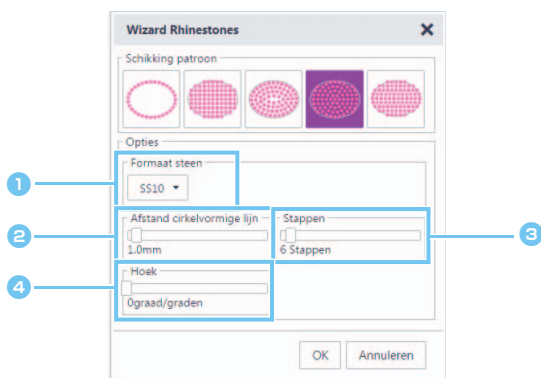 Wizard Rhinestones
Schikking patroon
Opties
Formaat steen
1
SS10
Afstand cirkelvormige lijn
Stappen
2
3
1.0mm
6 Stappen
Hoek
4
0graad/graden
OK
Annuleren